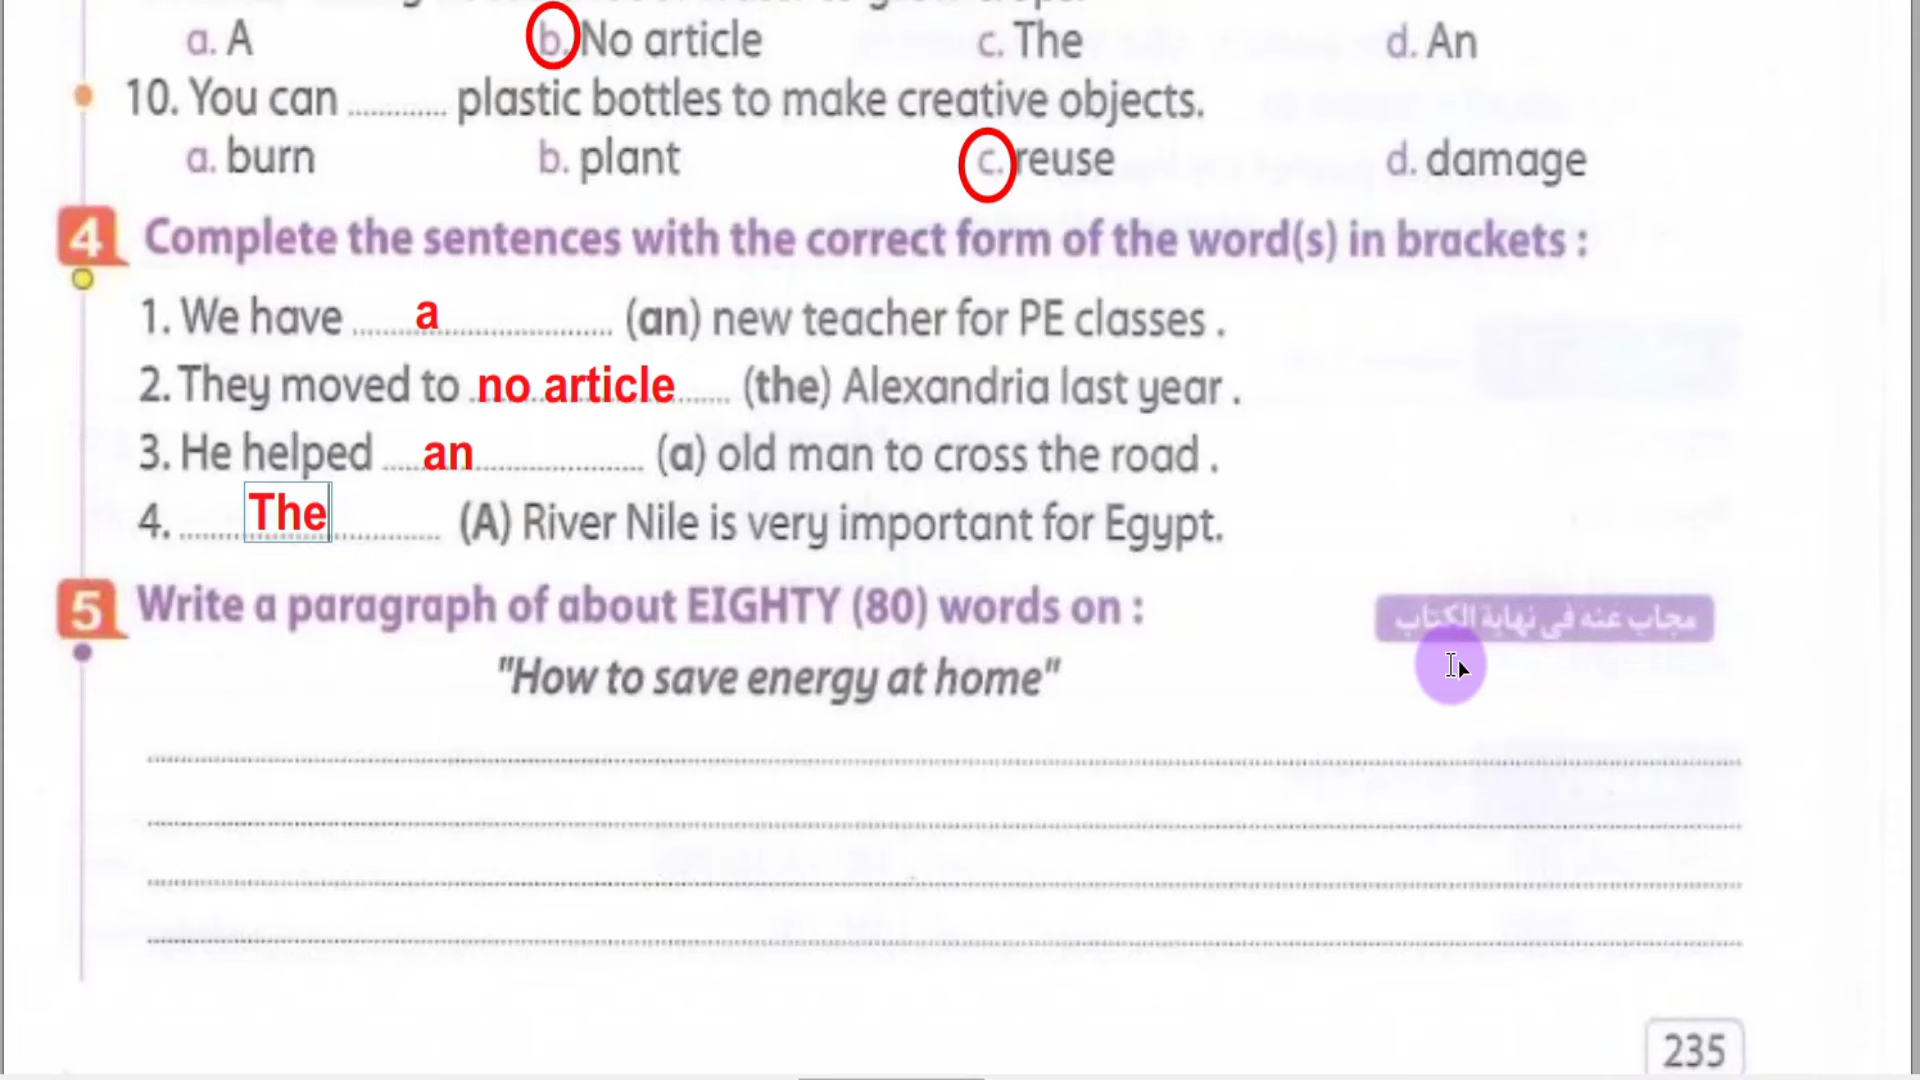 a. A b. No article c. The d. An
10. You can ........... plastic bottles to make creative objects.
a. burn b. plant c. reuse d. damage
4 Complete the sentences with the correct form of the word(s) in brackets :
1. We have ....... a ....................... (an) new teacher for PE classes .
2. They moved to no article ...... (the) Alexandria last year .
3. He helped .... an ................... (a) old man to cross the road .
4. ....... The ............ (A) River Nile is very important for Egypt.
5 Write a paragraph of about EIGHTY (80) words on :
مجاب عنه فى نهاية الكتاب
"How to save energy at home"
235